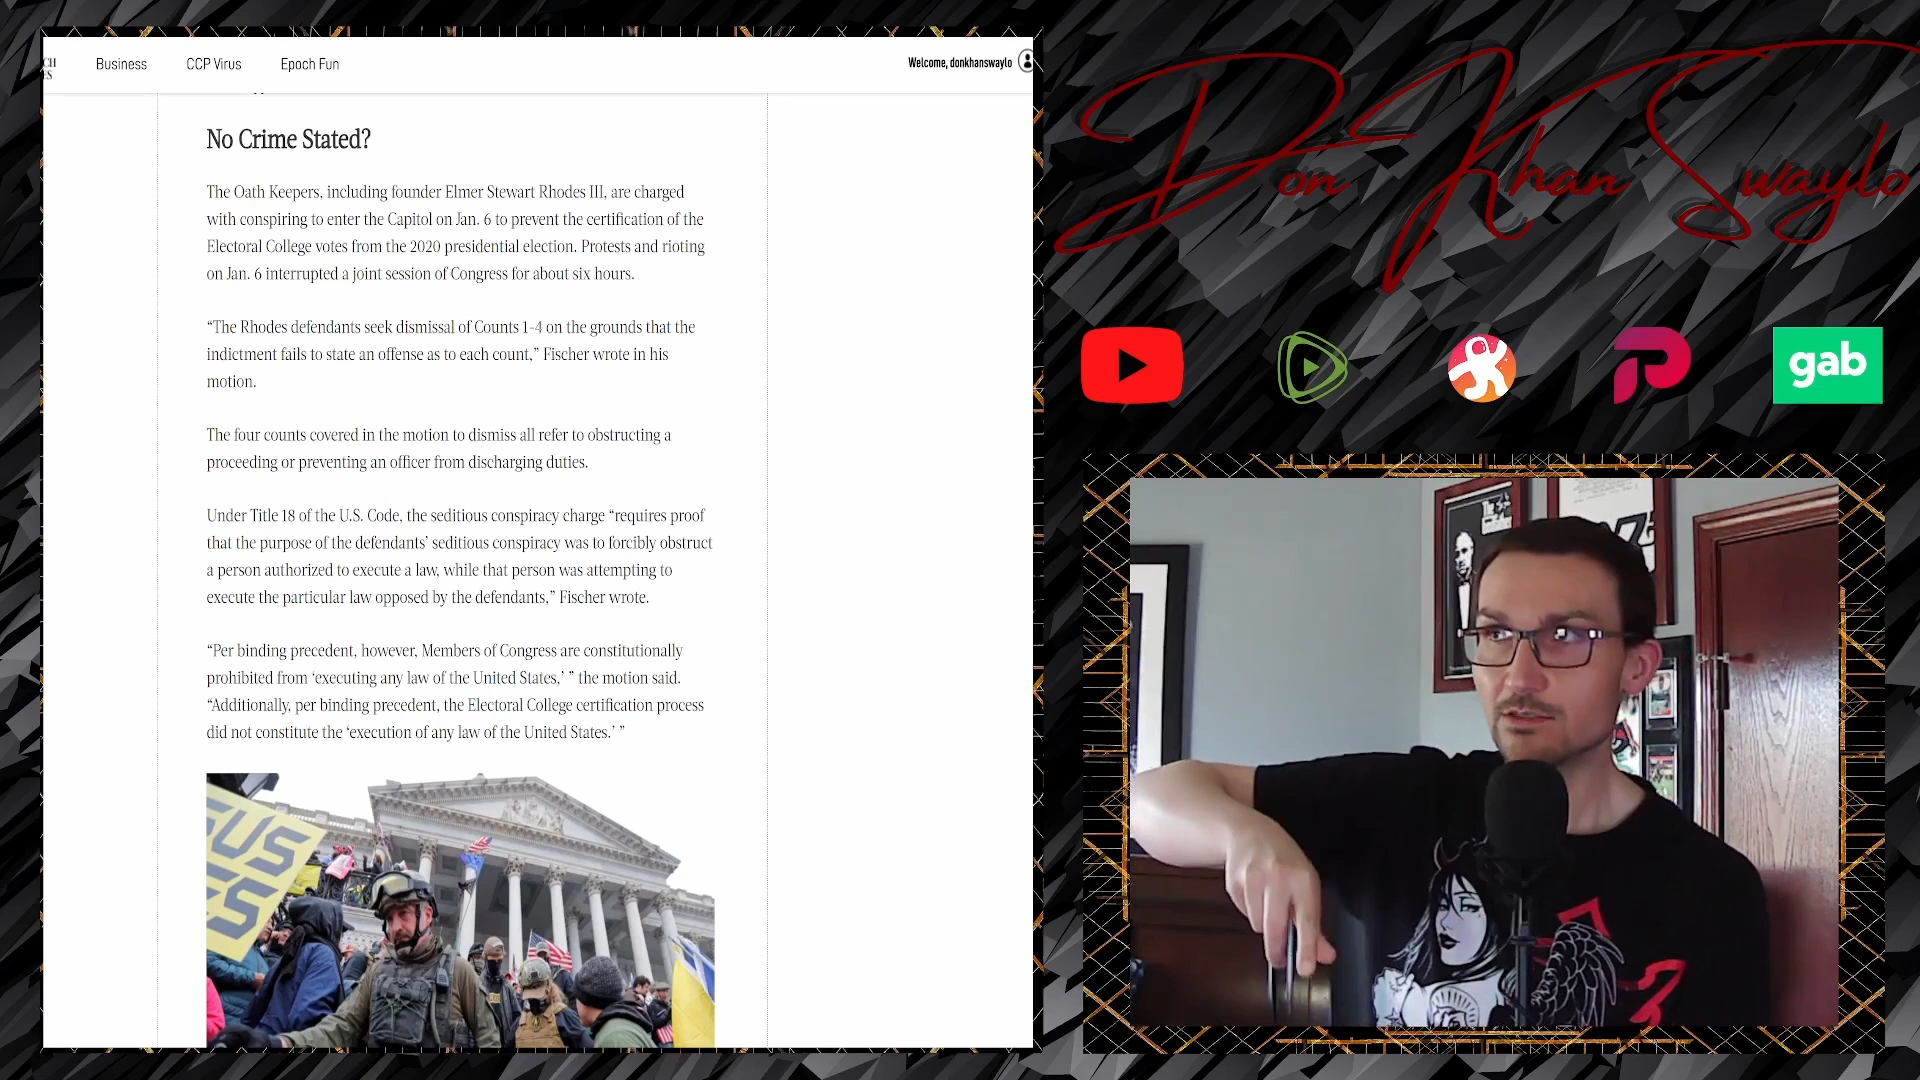 Business CCP Virus Epoch Fun
Welcome, donkhanswaylo
No Crime Stated?
The Oath Keepers, including founder Elmer Stewart Rhodes III, are charged
with conspiring to enter the Capitol on Jan. 6 to prevent the certification of the
Electoral College votes from the 2020 presidential election. Protests and rioting
on Jan. 6 interrupted a joint session of Congress for about six hours.
“The Rhodes defendants seek dismissal of Counts 1-4 on the grounds that the
indictment fails to state an offense as to each count,” Fischer wrote in his
motion.
The four counts covered in the motion to dismiss all refer to obstructing a
proceeding or preventing an officer from discharging duties.
Under Title 18 of the U.S. Code, the seditious conspiracy charge “requires proof
that the purpose of the defendants’ seditious conspiracy was to forcibly obstruct
a person authorized to execute a law, while that person was attempting to
execute the particular law opposed by the defendants,” Fischer wrote.
“Per binding precedent, however, Members of Congress are constitutionally
prohibited from ‘executing any law of the United States,’ ” the motion said.
“Additionally, per binding precedent, the Electoral College certification process
did not constitute the ‘execution of any law of the United States.’ ”
Don Khan Swaylo
gab